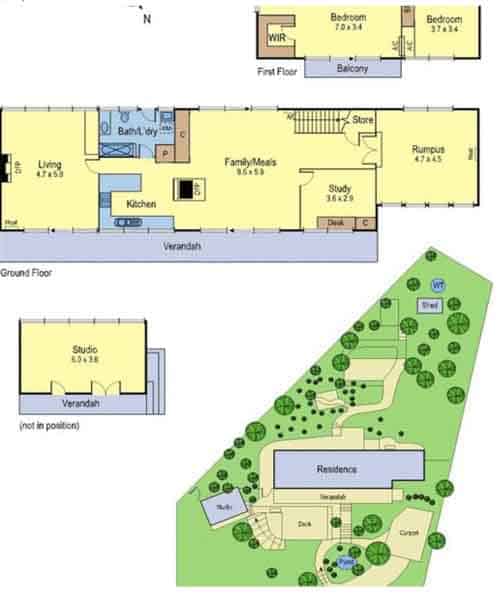 N
Bedroom
7.0 x 3.4
Bedroom
3.7 x 3.4
WIR
A/C
A/C
First Floor
Balcony
Bath/L'dry
A/C
Store
C
P
Living
4.7 x 5.9
OFP
Family/Meals
9.5 x 5.9
OFP
Rumpus
4.7 x 4.5
Heat
Study
3.6 x 2.9
Kitchen
Heat
Desk
C
Verandah
Ground Floor
WT
Shed
Studio
5.0 x 3.8
Verandah
(not in position)
Residence
Verandah
Studio
Deck
Carport
Pond